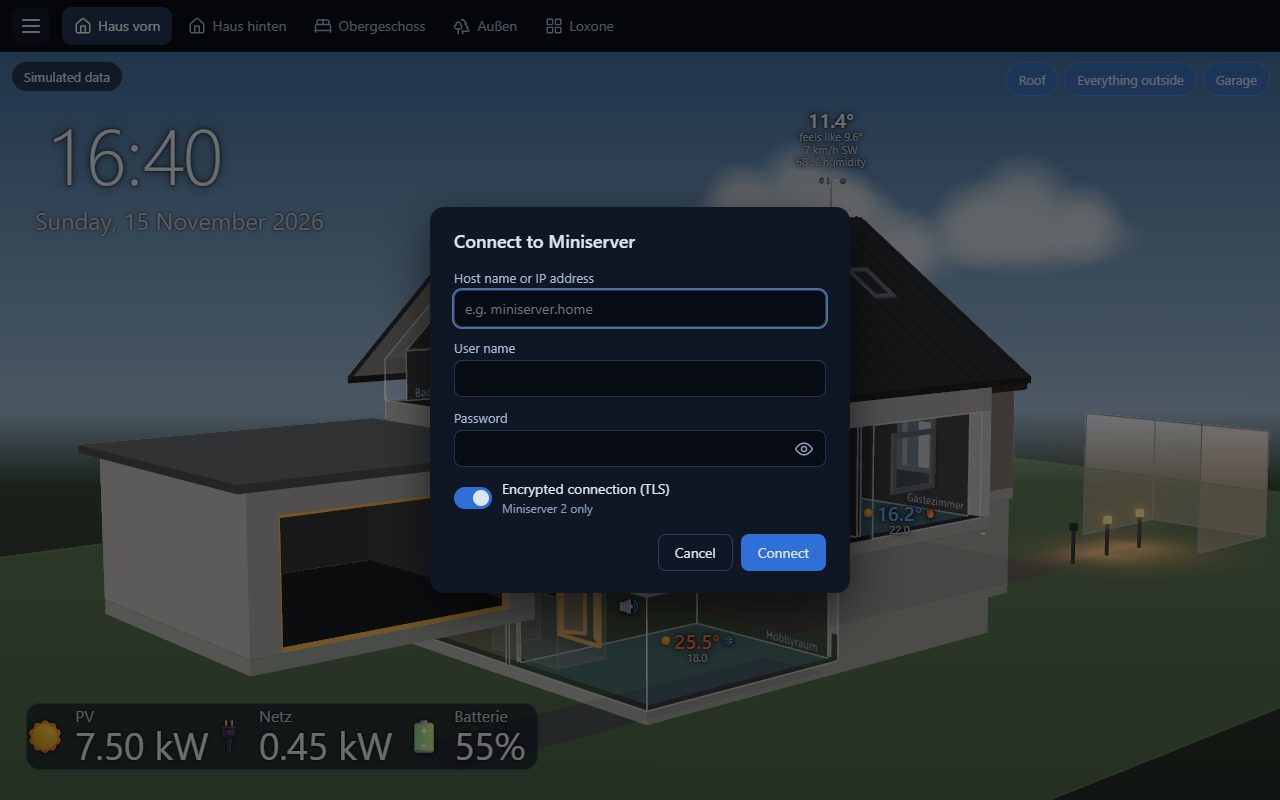 Haus vorn
Haus hinten
Obergeschoss
Außen
Loxone
Simulated data
Roof
Everything outside
Garage
16:40
Sunday, 15 November 2026
11.4°
feels like 9.6°
7 km/h SW
68 % humidity
Connect to Miniserver
Host name or IP address
e.g. miniserver.home
User name
Password
Encrypted connection (TLS)
Miniserver 2 only
Cancel
Connect
Gästezimmer
16.2°
22.0
25.5°
18.0
Hobbyraum
PV
7.50 kW
Netz
0.45 kW
Batterie
55%